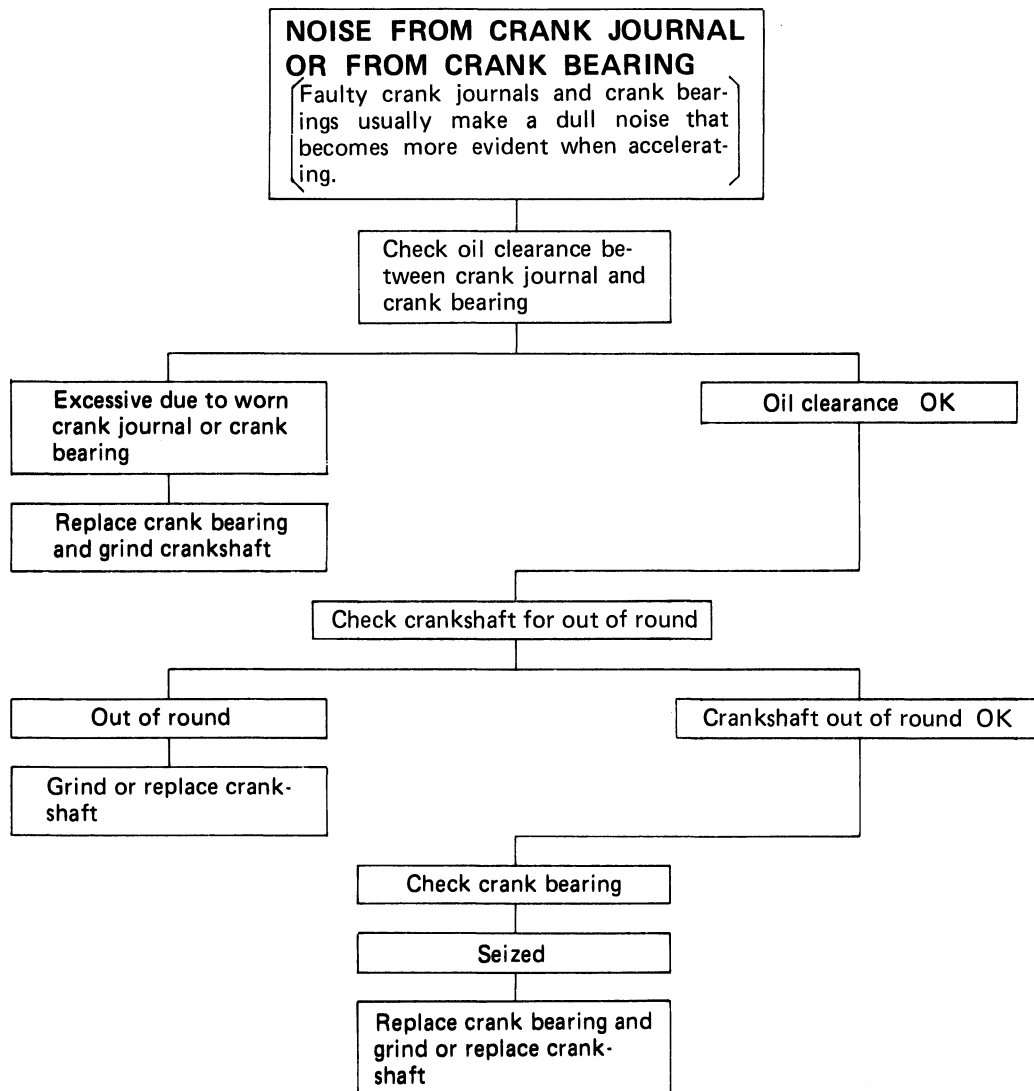 NOISE FROM CRANK JOURNAL
OR FROM CRANK BEARING
Faulty crank journals and crank bear-
ings usually make a dull noise that
becomes more evident when accelerat-
ing.
Check oil clearance be-
tween crank journal and
crank bearing
Excessive due to worn
crank journal or crank
bearing
Oil clearance OK
Replace crank bearing
and grind crankshaft
Check crankshaft for out of round
Out of round
Crankshaft out of round OK
Grind or replace crank-
shaft
Check crank bearing
Seized
Replace crank bearing and
grind or replace crank-
shaft